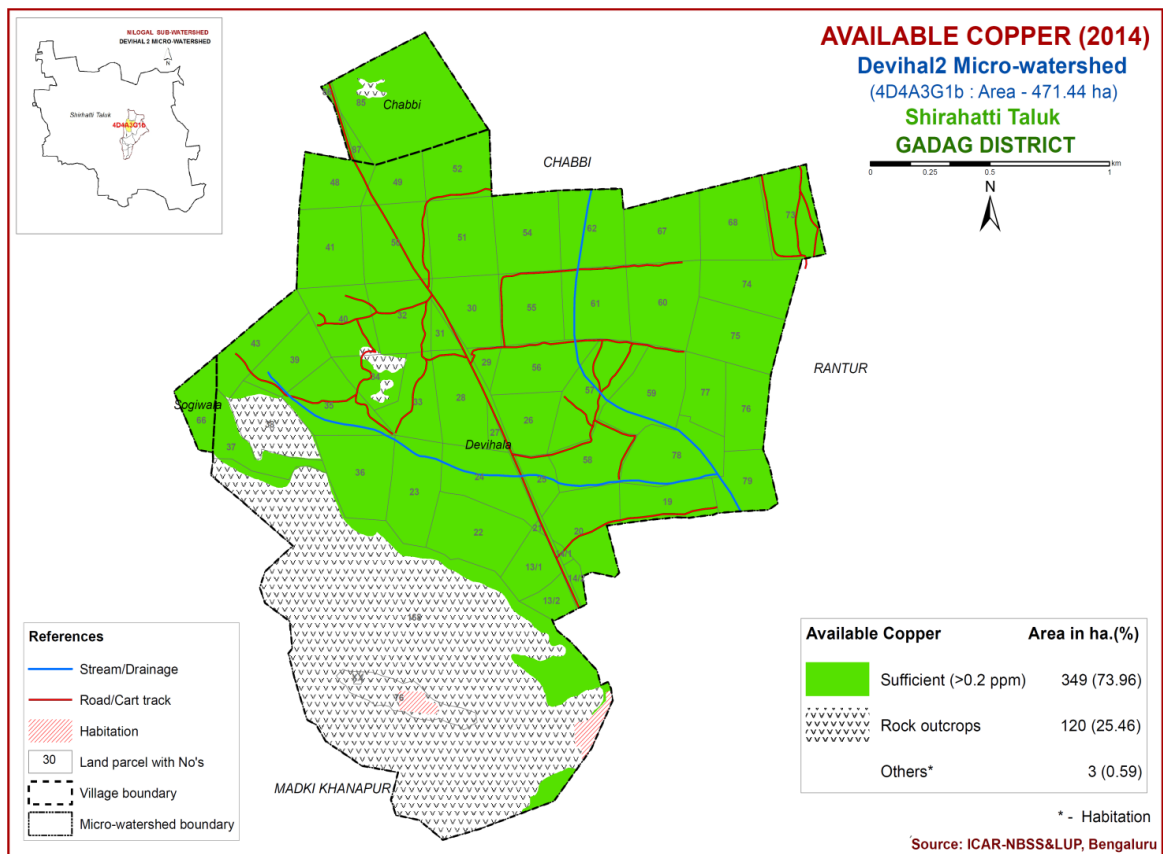 NILOGAL SUB-WATERSHED
DEVIHAL 2 MICRO-WATERSHED
N
Shirhatti Taluk
4D4A3G1b
AVAILABLE COPPER (2014)
Devihal2 Micro-watershed
(4D4A3G1b : Area - 471.44 ha)
Shirahatti Taluk
GADAG DISTRICT
km
0 0.25 0.5 1
N
85
Chabbi
87
CHABBI
48 49 52
41 50 51 54 62 67 68 73
74
40 32 31 30 55 61 60
75
43 39 29 56
RANTUR
35 33 28 57 59 77 76
Sogiwala
66
38
27 26
37
Devihala
36 24 58 78
23 25 79
22 21 20 19
14/1
13/1
13/2
76
MADKI KHANAPUR
References
Stream/Drainage
Road/Cart track
Habitation
30 Land parcel with No's
Village boundary
Micro-watershed boundary
Available Copper Area in ha.(%)
Sufficient (>0.2 ppm) 349 (73.96)
Rock outcrops 120 (25.46)
Others* 3 (0.59)
* - Habitation
Source: ICAR-NBSS&LUP, Bengaluru